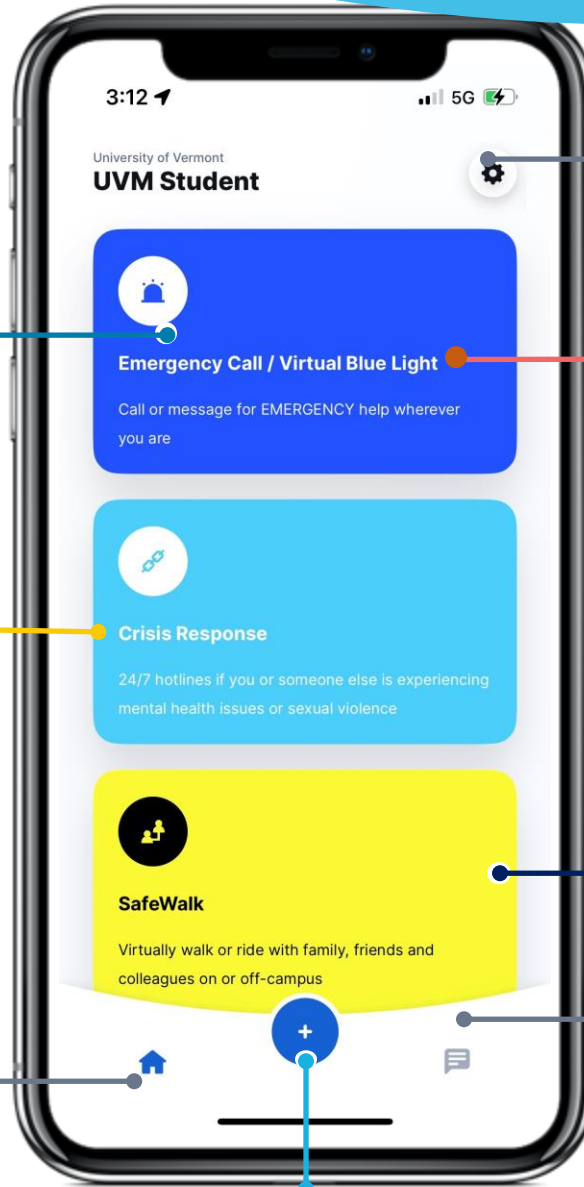 3:12
5G
University of Vermont
UVM Student
Emergency Call / Virtual Blue Light
Call or message for EMERGENCY help wherever
you are
Crisis Response
24/7 hotlines if you or someone else is experiencing
mental health issues or sexual violence
SafeWalk
Virtually walk or ride with family, friends and
colleagues on or off-campus
+